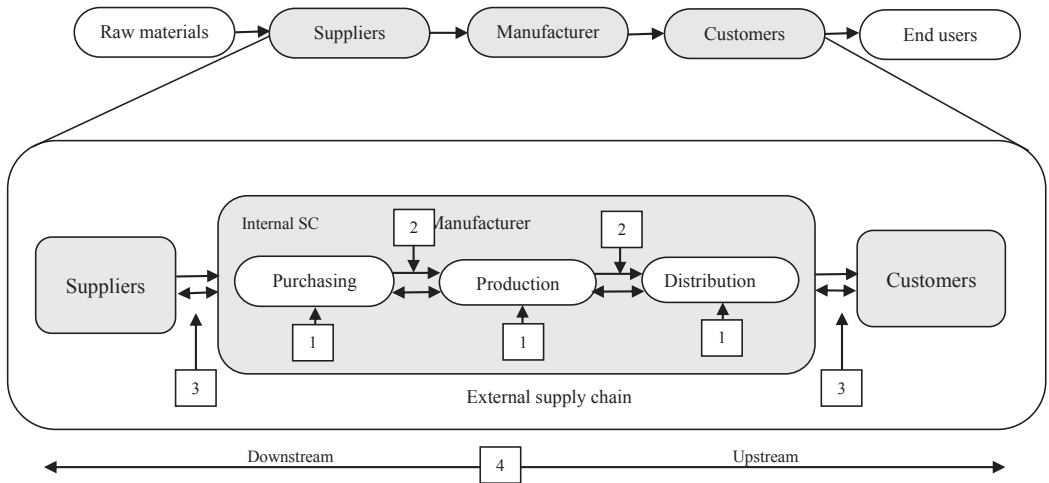 Raw materials
Suppliers
Manufacturer
Customers
End users
Internal SC
2
Manufacturer
2
Suppliers
Purchasing
Production
Distribution
Customers
1
1
1
3
3
External supply chain
Downstream
4
Upstream